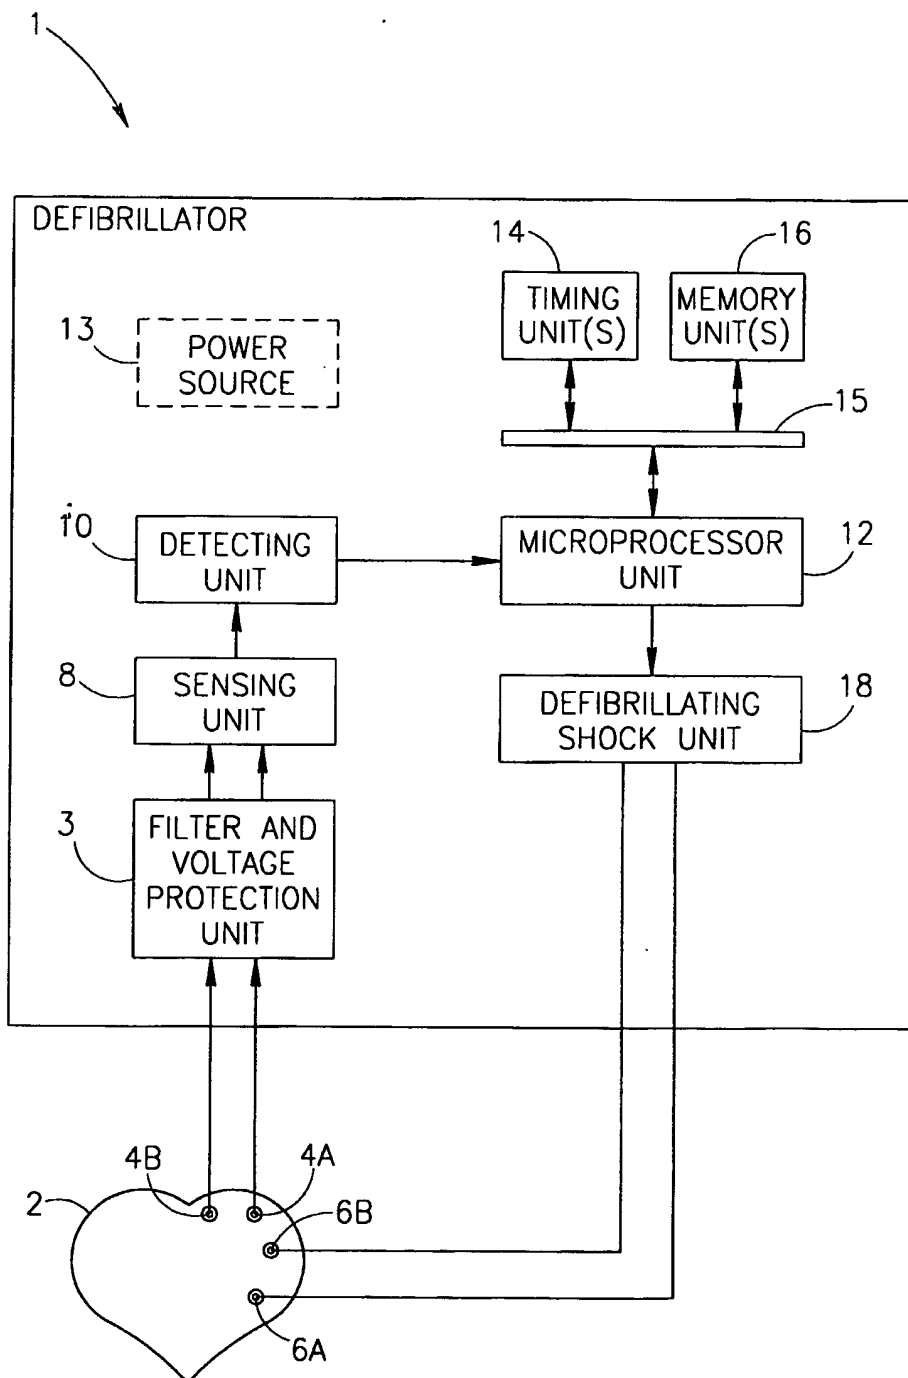 1
DEFIBRILLATOR
14
16
TIMING
UNIT(S)
MEMORY
UNIT(S)
13
POWER
SOURCE
15
10
DETECTING
UNIT
MICROPROCESSOR
UNIT
12
8
SENSING
UNIT
DEFIBRILLATING
SHOCK UNIT
18
3
FILTER AND
VOLTAGE
PROTECTION
UNIT
4B
4A
2
6B
6A